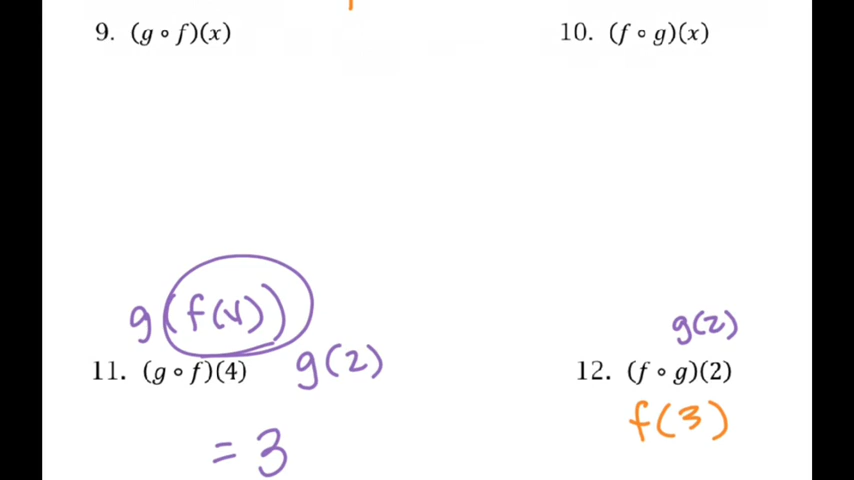 9. (g ∘ f)(x)
10. (f ∘ g)(x)
g(f(4))
11. (g ∘ f)(4)
g(2)
= 3
g(2)
12. (f ∘ g)(2)
f(3)